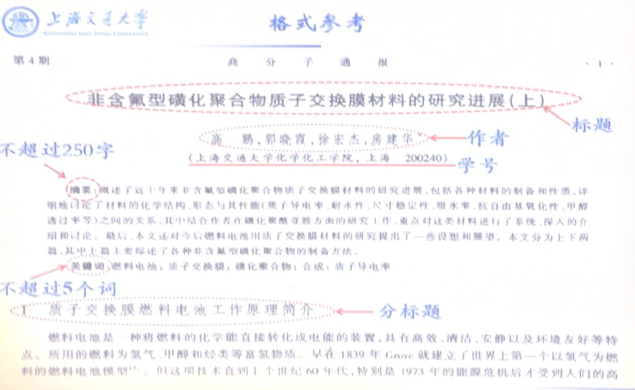 上海交通大学
SHANGHAI JIAO TONG UNIVERSITY
格式参考
第4期 高分子通报 ·1·
非含氟型磺化聚合物质子交换膜材料的研究进展(上)
标题
高 鹏,郭晓霞,徐宏杰,房建华*
作者
(上海交通大学化学化工学院,上海 200240)
学号
不超过250字
摘要:概述了近十年来非含氟型磺化聚合物质子交换膜材料的研究进展,包括各种材料的制备和性质,详
细地讨论了材料的化学结构、形态与其性能(质子导电率、耐水性、尺寸稳定性、吸水率、抗自由基氧化性、甲醇
透过率等)之间的关系,其中结合作者在磺化聚酰亚胺方面的研究工作,重点对这类材料进行了系统、深入的介
绍和讨论。最后,本文还对今后燃料电池用质子交换膜材料的研究提出了一些设想和展望。本文分为上下两
篇,其中上篇主要综述了各种非含氟型磺化聚合物的制备方法。
关键词:燃料电池;质子交换膜;磺化聚合物;合成;质子导电率
不超过5个词
1 质子交换膜燃料电池工作原理简介
分标题
燃料电池是一种将燃料的化学能直接转化成电能的装置,具有高效、清洁、安静以及环境友好等特
点。所用的燃料为氢气、甲醇和烃类等富氢物质。早在1839年Grove就建立了世界上第一个以氢气为燃
料的燃料电池模型[1]。但这项技术直到上个世纪60年代,特别是1973年的能源危机后才受到人们的高